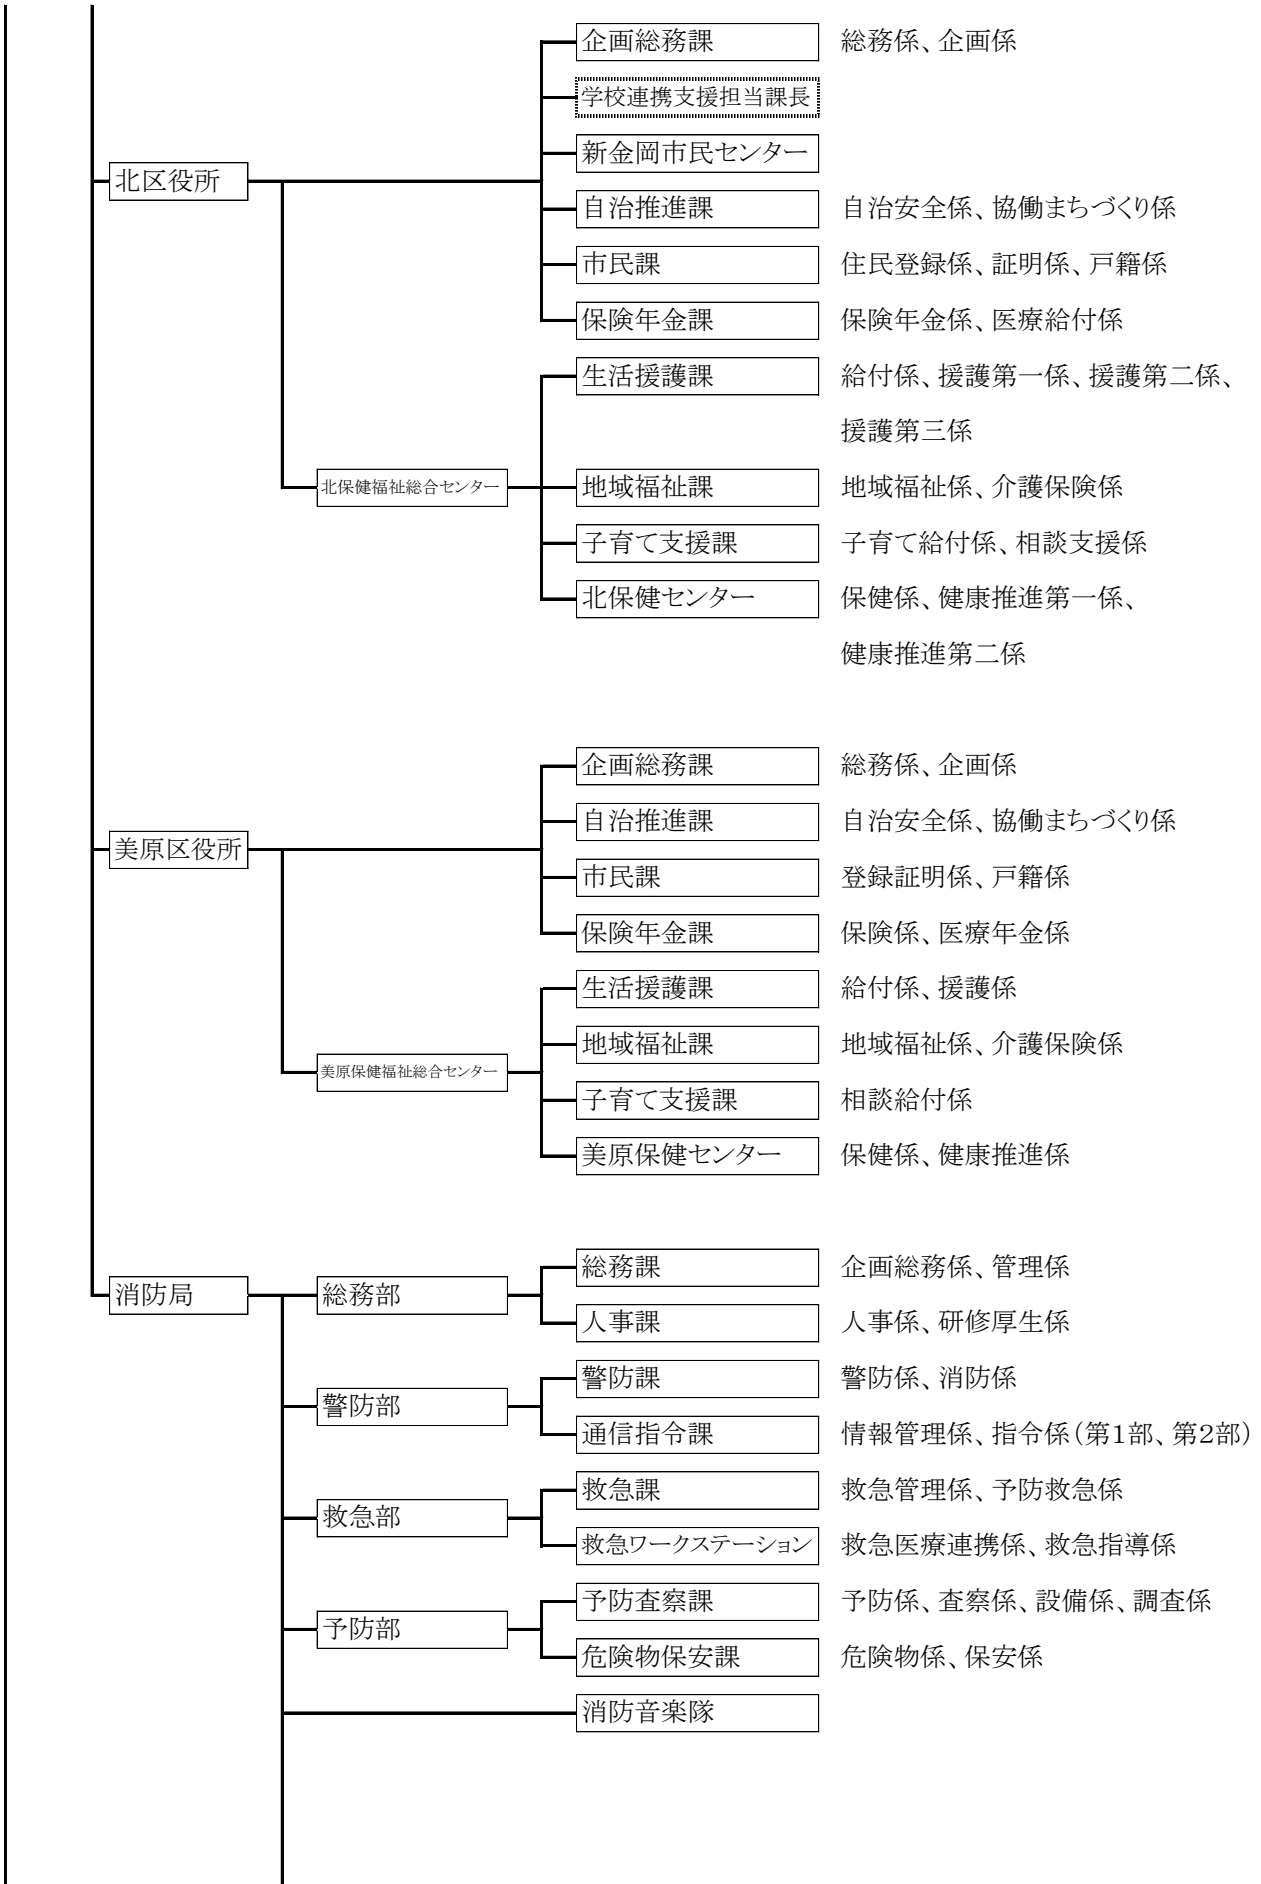 企画総務課 総務係、企画係
学校連携支援担当課長
新金岡市民センター
北区役所
自治推進課 自治安全係、協働まちづくり係
市民課 住民登録係、証明係、戸籍係
保険年金課 保険年金係、医療給付係
生活援護課 給付係、援護第一係、援護第二係、
援護第三係
北保健福祉総合センター 地域福祉課 地域福祉係、介護保険係
子育て支援課 子育て給付係、相談支援係
北保健センター 保健係、健康推進第一係、
健康推進第二係
企画総務課 総務係、企画係
自治推進課 自治安全係、協働まちづくり係
美原区役所
市民課 登録証明係、戸籍係
保険年金課 保険係、医療年金係
生活援護課 給付係、援護係
地域福祉課 地域福祉係、介護保険係
美原保健福祉総合センター
子育て支援課 相談給付係
美原保健センター 保健係、健康推進係
総務課 企画総務係、管理係
消防局 総務部
人事課 人事係、研修厚生係
警防課 警防係、消防係
警防部
通信指令課 情報管理係、指令係（第1部、第2部）
救急課 救急管理係、予防救急係
救急部
救急ワークステーション 救急医療連携係、救急指導係
予防査察課 予防係、査察係、設備係、調査係
予防部
危険物保安課 危険物係、保安係
消防音楽隊